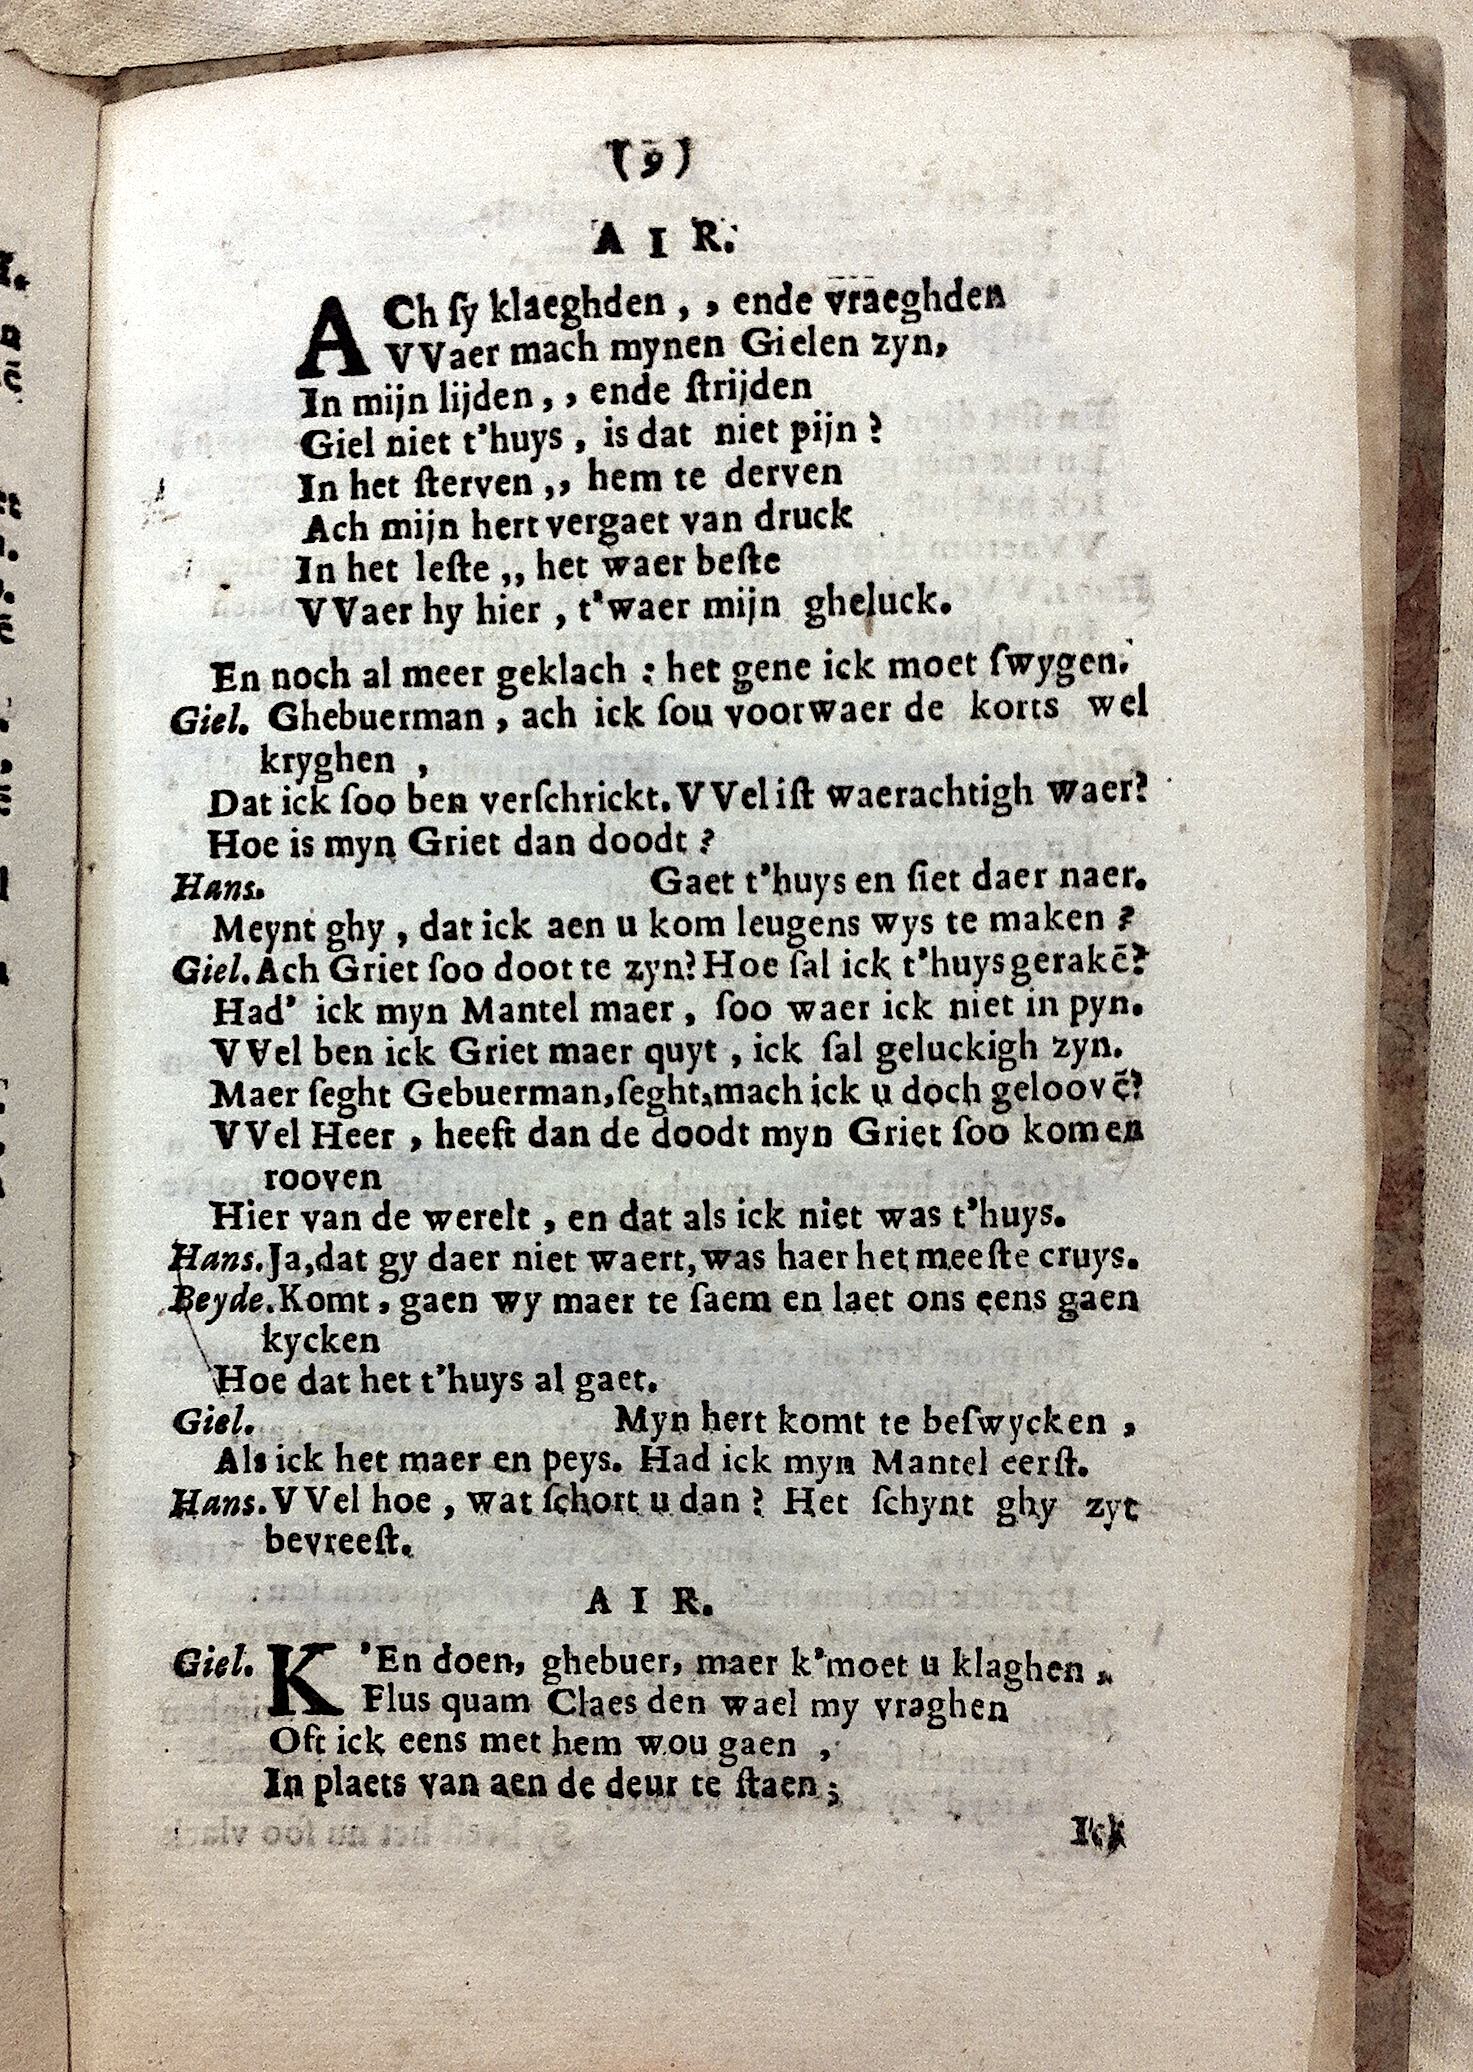 (9)
A I R.
ACh ſy klaeghden , , ende vraeghden
VVaer mach mynen Gielen zyn,
In mijn lijden , , ende ſtrijden
Giel niet t'huys , is dat niet pijn ?
In het ſterven ,, hem te derven
Ach mijn hert vergaet van druck
In het leſte ,, het waer beſte
VVaer hy hier , t'waer mijn gheluck.
En noch al meer geklach : het gene ick moet ſwygen.
Giel. Ghebuerman , ach ick ſou voorwaer de korts wel
kryghen ,
Dat ick ſoo ben verſchrickt. VVel iſt waerachtigh waer?
Hoe is myn Griet dan doodt ?
Hans. Gaet t'huys en ſiet daer naer.
Meynt ghy , dat ick aen u kom leugens wys te maken ?
Giel. Ach Griet ſoo doot te zyn? Hoe ſal ick t'huys gerakē?
Had' ick myn Mantel maer , ſoo waer ick niet in pyn.
VVel ben ick Griet maer quyt , ick ſal geluckigh zyn.
Maer ſeght Gebuerman, ſeght, mach ick u doch geloovē?
VVel Heer , heeft dan de doodt myn Griet ſoo komen
rooven
Hier van de werelt , en dat als ick niet was t'huys.
Hans. Ja, dat gy daer niet waert, was haer het meeſte cruys.
Beyde. Komt , gaen wy maer te ſaem en laet ons eens gaen
kycken
Hoe dat het t'huys al gaet.
Giel. Myn hert komt te beſwycken ,
Als ick het maer en peys. Had ick myn Mantel eerſt.
Hans. VVel hoe , wat ſchort u dan ? Het ſchynt ghy zyt
bevreeſt.
A I R.
Giel. K'En doen, ghebuer, maer k'moet u klaghen ,
Flus quam Claes den wael my vraghen
Oft ick eens met hem wou gaen ,
In plaets van aen de deur te ſtaen ;
Ick